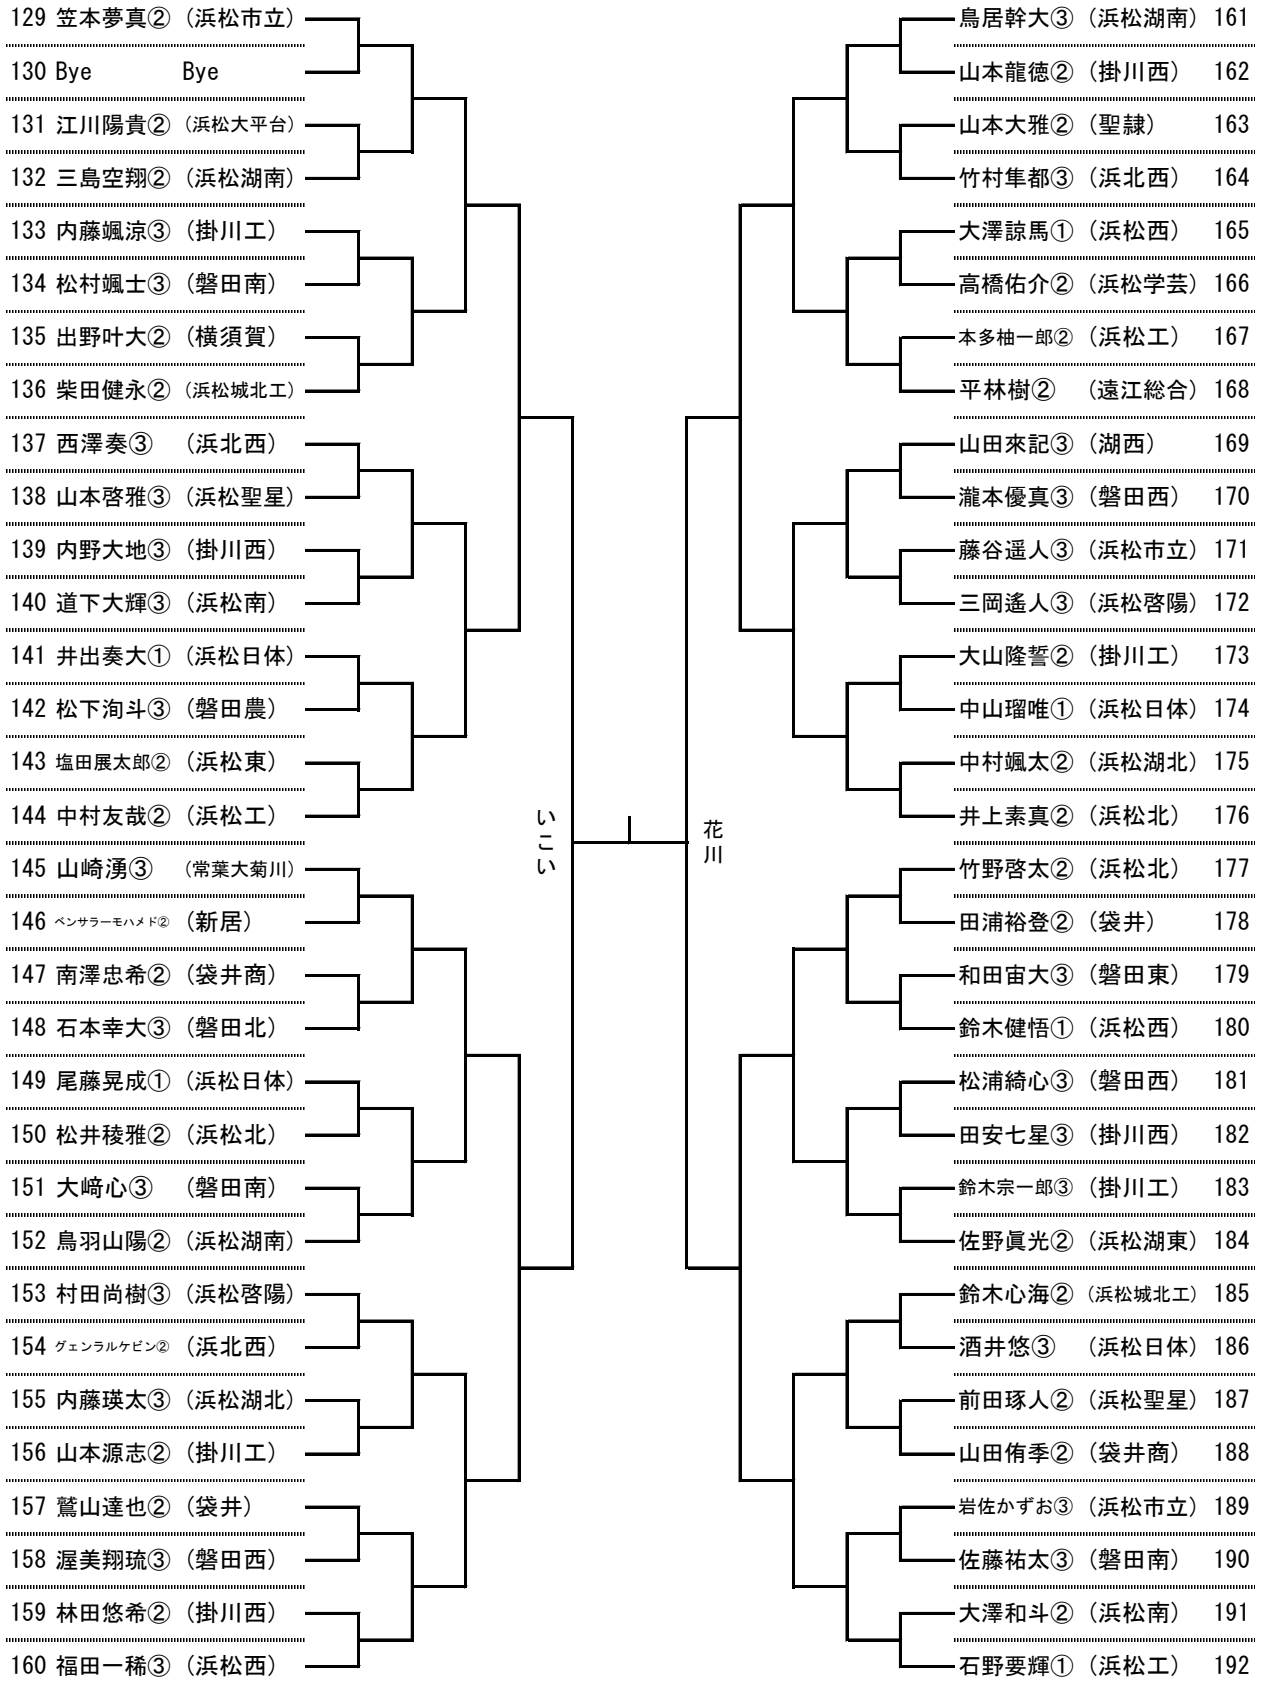 129 笠本夢真② (浜松市立)
130 Bye Bye
131 江川陽貴② (浜松大平台)
132 三島空翔② (浜松湖南)
133 内藤颯涼③ (掛川工)
134 松村颯士③ (磐田南)
135 出野叶大② (横須賀)
136 柴田健永② (浜松城北工)
137 西澤奏③ (浜北西)
138 山本啓雅③ (浜松聖星)
139 内野大地③ (掛川西)
140 道下大輝③ (浜松南)
141 井出奏大① (浜松日体)
142 松下洵斗③ (磐田農)
143 塩田展太郎② (浜松東)
144 中村友哉② (浜松工)
145 山崎湧③ (常葉大菊川)
146 ベンサラーモハメド② (新居)
147 南澤忠希② (袋井商)
148 石本幸大③ (磐田北)
149 尾藤晃成① (浜松日体)
150 松井稜雅② (浜松北)
151 大﨑心③ (磐田南)
152 鳥羽山陽② (浜松湖南)
153 村田尚樹③ (浜松啓陽)
154 グェンラルケビン② (浜北西)
155 内藤瑛太③ (浜松湖北)
156 山本源志② (掛川工)
157 鷲山達也② (袋井)
158 渥美翔琉③ (磐田西)
159 林田悠希② (掛川西)
160 福田一稀③ (浜松西)
いこい
花川
鳥居幹大③ (浜松湖南) 161
山本龍徳② (掛川西) 162
山本大雅② (聖隷) 163
竹村隼都③ (浜北西) 164
大澤諒馬① (浜松西) 165
高橋佑介② (浜松学芸) 166
本多柚一郎② (浜松工) 167
平林樹② (遠江総合) 168
山田來記③ (湖西) 169
瀧本優真③ (磐田西) 170
藤谷遥人③ (浜松市立) 171
三岡遙人③ (浜松啓陽) 172
大山隆誓② (掛川工) 173
中山瑠唯① (浜松日体) 174
中村颯太② (浜松湖北) 175
井上素真② (浜松北) 176
竹野啓太② (浜松北) 177
田浦裕登② (袋井) 178
和田宙大③ (磐田東) 179
鈴木健悟① (浜松西) 180
松浦綺心③ (磐田西) 181
田安七星③ (掛川西) 182
鈴木宗一郎③ (掛川工) 183
佐野眞光② (浜松湖東) 184
鈴木心海② (浜松城北工) 185
酒井悠③ (浜松日体) 186
前田琢人② (浜松聖星) 187
山田侑季② (袋井商) 188
岩佐かずお③ (浜松市立) 189
佐藤祐太③ (磐田南) 190
大澤和斗② (浜松南) 191
石野要輝① (浜松工) 192